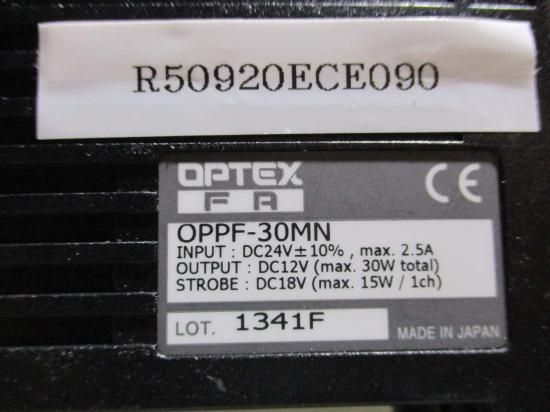 R50920ECE090
OPTEX
FA
CE
OPPF-30MN
INPUT : DC24V±10% , max. 2.5A
OUTPUT : DC12V (max. 30W total)
STROBE : DC18V (max. 15W / 1ch)
LOT. 1341F
MADE IN JAPAN